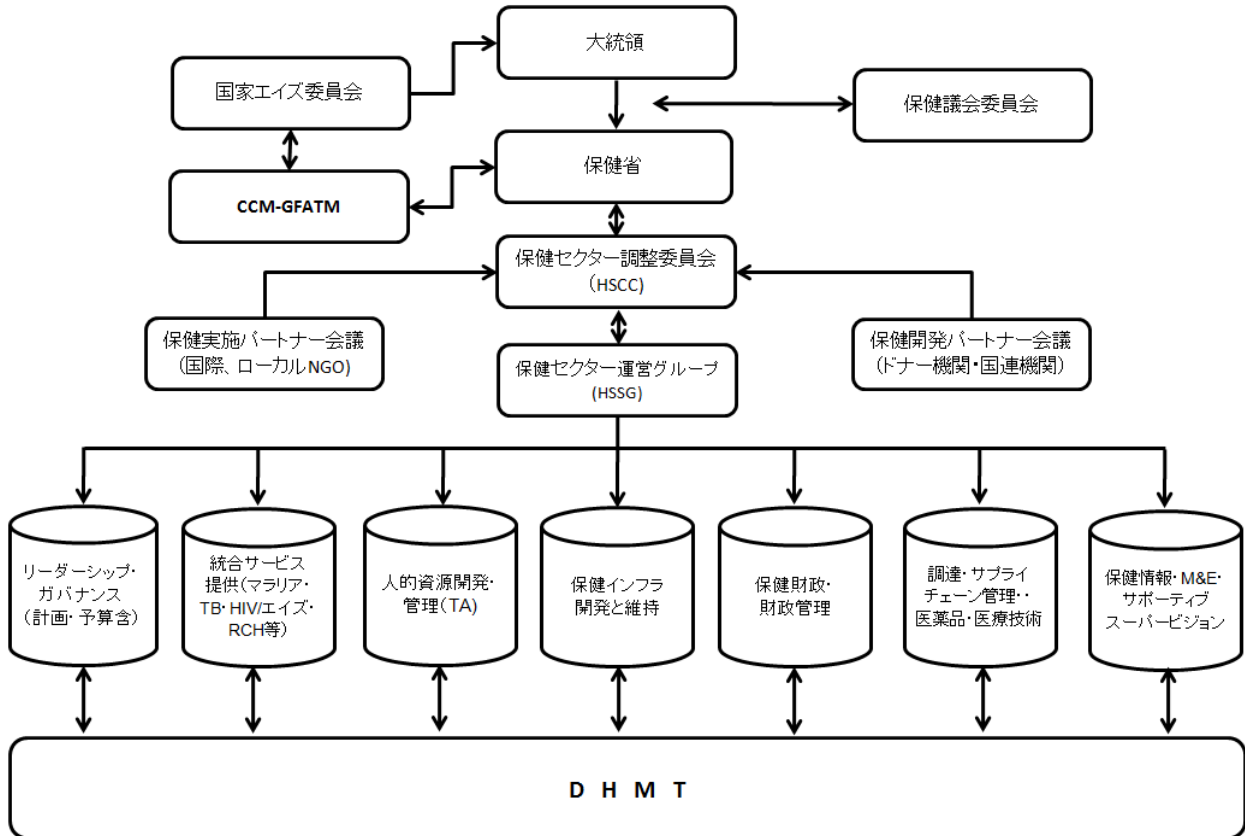 大統領
国家エイズ委員会
保健議会委員会
保健省
CCM-GFATM
保健セクター調整委員会
(HSCC)
保健実施パートナー会議
(国際、ローカルNGO)
保健開発パートナー会議
(ドナー機関・国連機関)
保健セクター運営グループ
(HSSG)
リーダーシップ・
ガバナンス
(計画・予算含)
統合サービス
提供(マラリア・
TB・HIV/エイズ・
RCH等)
人的資源開発・
管理(TA)
保健インフラ
開発と維持
保健財政・
財政管理
調達・サプライ
チェーン管理・・
医薬品・医療技術
保健情報・M&E・
サポーティブ
スーパービジョン
D H M T